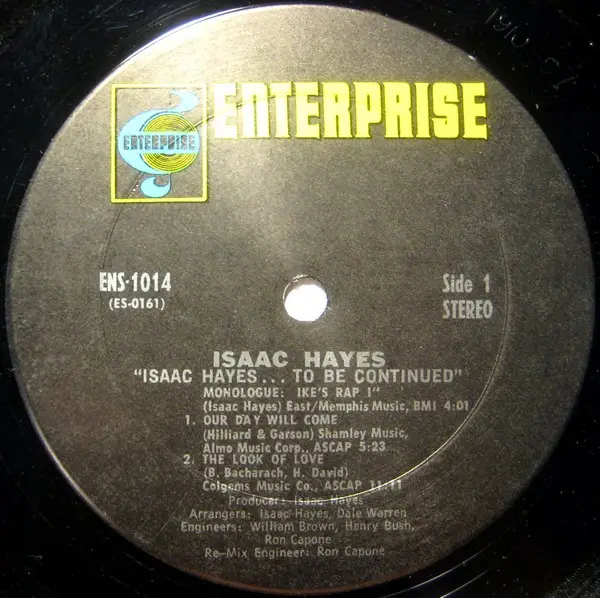 ENTERPRISE
ENTERPRISE
ENS-1014
(ES-0161)
Side 1
STEREO
ISAAC HAYES
"ISAAC HAYES... TO BE CONTINUED"
MONOLOGUE: IKE'S RAP I"
(Isaac Hayes) East/Memphis Music, BMI 4:01
1. OUR DAY WILL COME
(Hilliard & Garson) Shamley Music,
Almo Music Corp., ASCAP 5:23
2. THE LOOK OF LOVE
(B. Bacharach, H. David)
Colgems Music Co., ASCAP 11:11
Producer: Isaac Hayes
Arrangers: Isaac Hayes, Dale Warren
Engineers: William Brown, Henry Bush,
Ron Capone
Re-Mix Engineer: Ron Capone